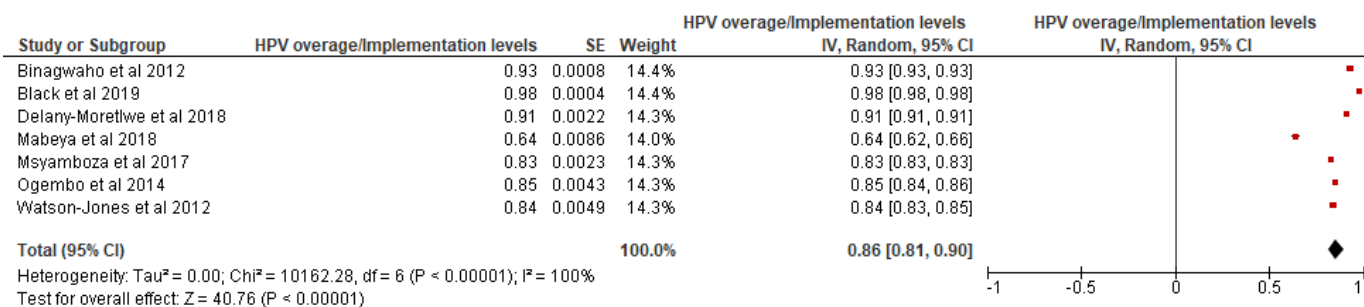 HPV overage/Implementation levels HPV overage/Implementation levels
Study or Subgroup HPV overage/Implementation levels SE Weight IV, Random, 95% CI IV, Random, 95% CI
Binagwaho et al 2012 0.93 0.0008 14.4% 0.93 [0.93, 0.93]
Black et al 2019 0.98 0.0004 14.4% 0.98 [0.98, 0.98]
Delany-Moretlwe et al 2018 0.91 0.0022 14.3% 0.91 [0.91, 0.91]
Mabeya et al 2018 0.64 0.0086 14.0% 0.64 [0.62, 0.66]
Msyamboza et al 2017 0.83 0.0023 14.3% 0.83 [0.83, 0.83]
Ogembo et al 2014 0.85 0.0043 14.3% 0.85 [0.84, 0.86]
Watson-Jones et al 2012 0.84 0.0049 14.3% 0.84 [0.83, 0.85]
Total (95% CI) 100.0% 0.86 [0.81, 0.90]
Heterogeneity: Tau² = 0.00; Chi² = 10162.28, df = 6 (P < 0.00001); I² = 100%
Test for overall effect: Z = 40.76 (P < 0.00001)
-1 -0.5 0 0.5 1